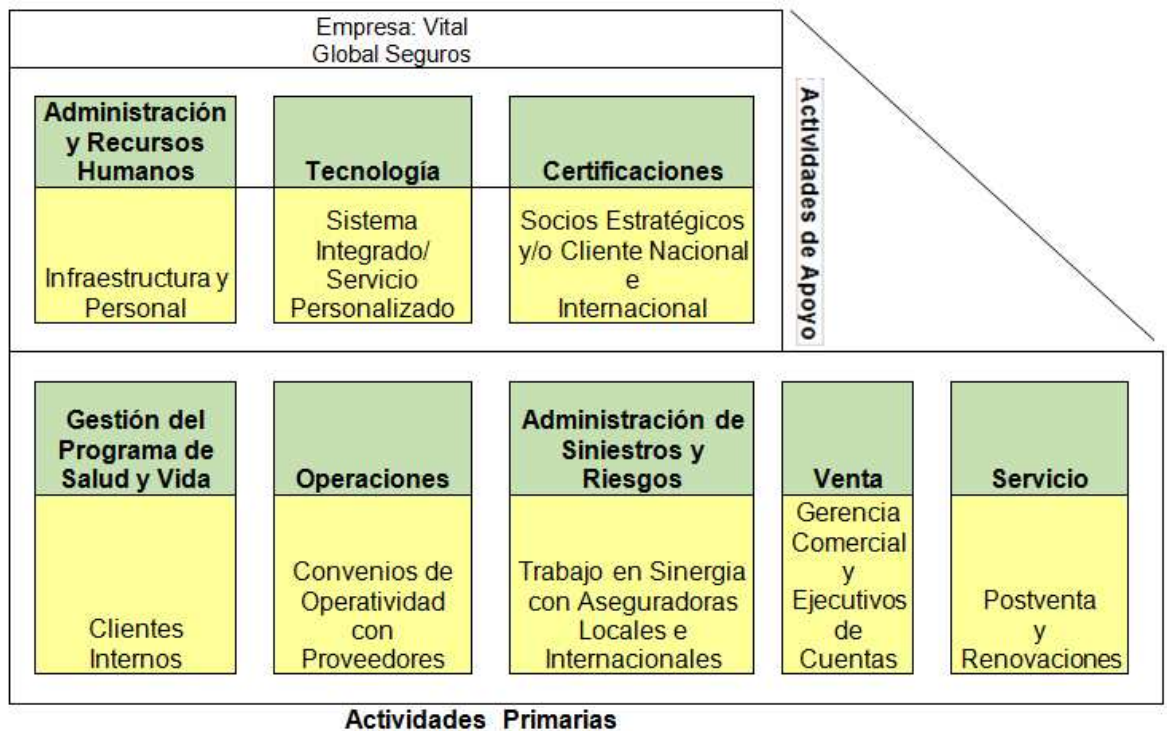 Empresa: Vital
Global Seguros
Administración
y Recursos
Humanos
Infraestructura y
Personal
Tecnología
Sistema
Integrado/
Servicio
Personalizado
Certificaciones
Socios Estratégicos
y/o Cliente Nacional
e
Internacional
Actividades de Apoyo
Gestión del
Programa de
Salud y Vida
Clientes
Internos
Operaciones
Convenios de
Operatividad
con
Proveedores
Administración de
Siniestros y
Riesgos
Trabajo en Sinergia
con Aseguradoras
Locales e
Internacionales
Venta
Gerencia
Comercial
y
Ejecutivos
de
Cuentas
Servicio
Postventa
y
Renovaciones
Actividades Primarias